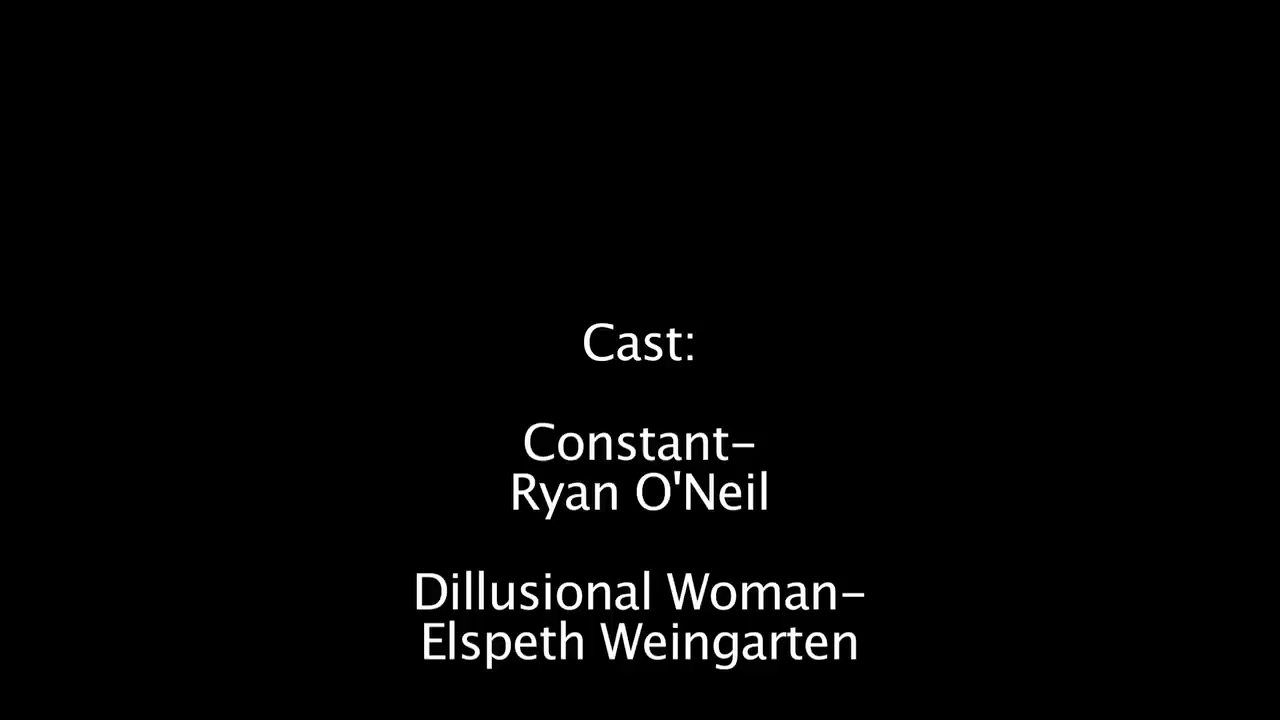 Cast:
Constant-
Ryan O'Neil
Dillusional Woman-
Elspeth Weingarten